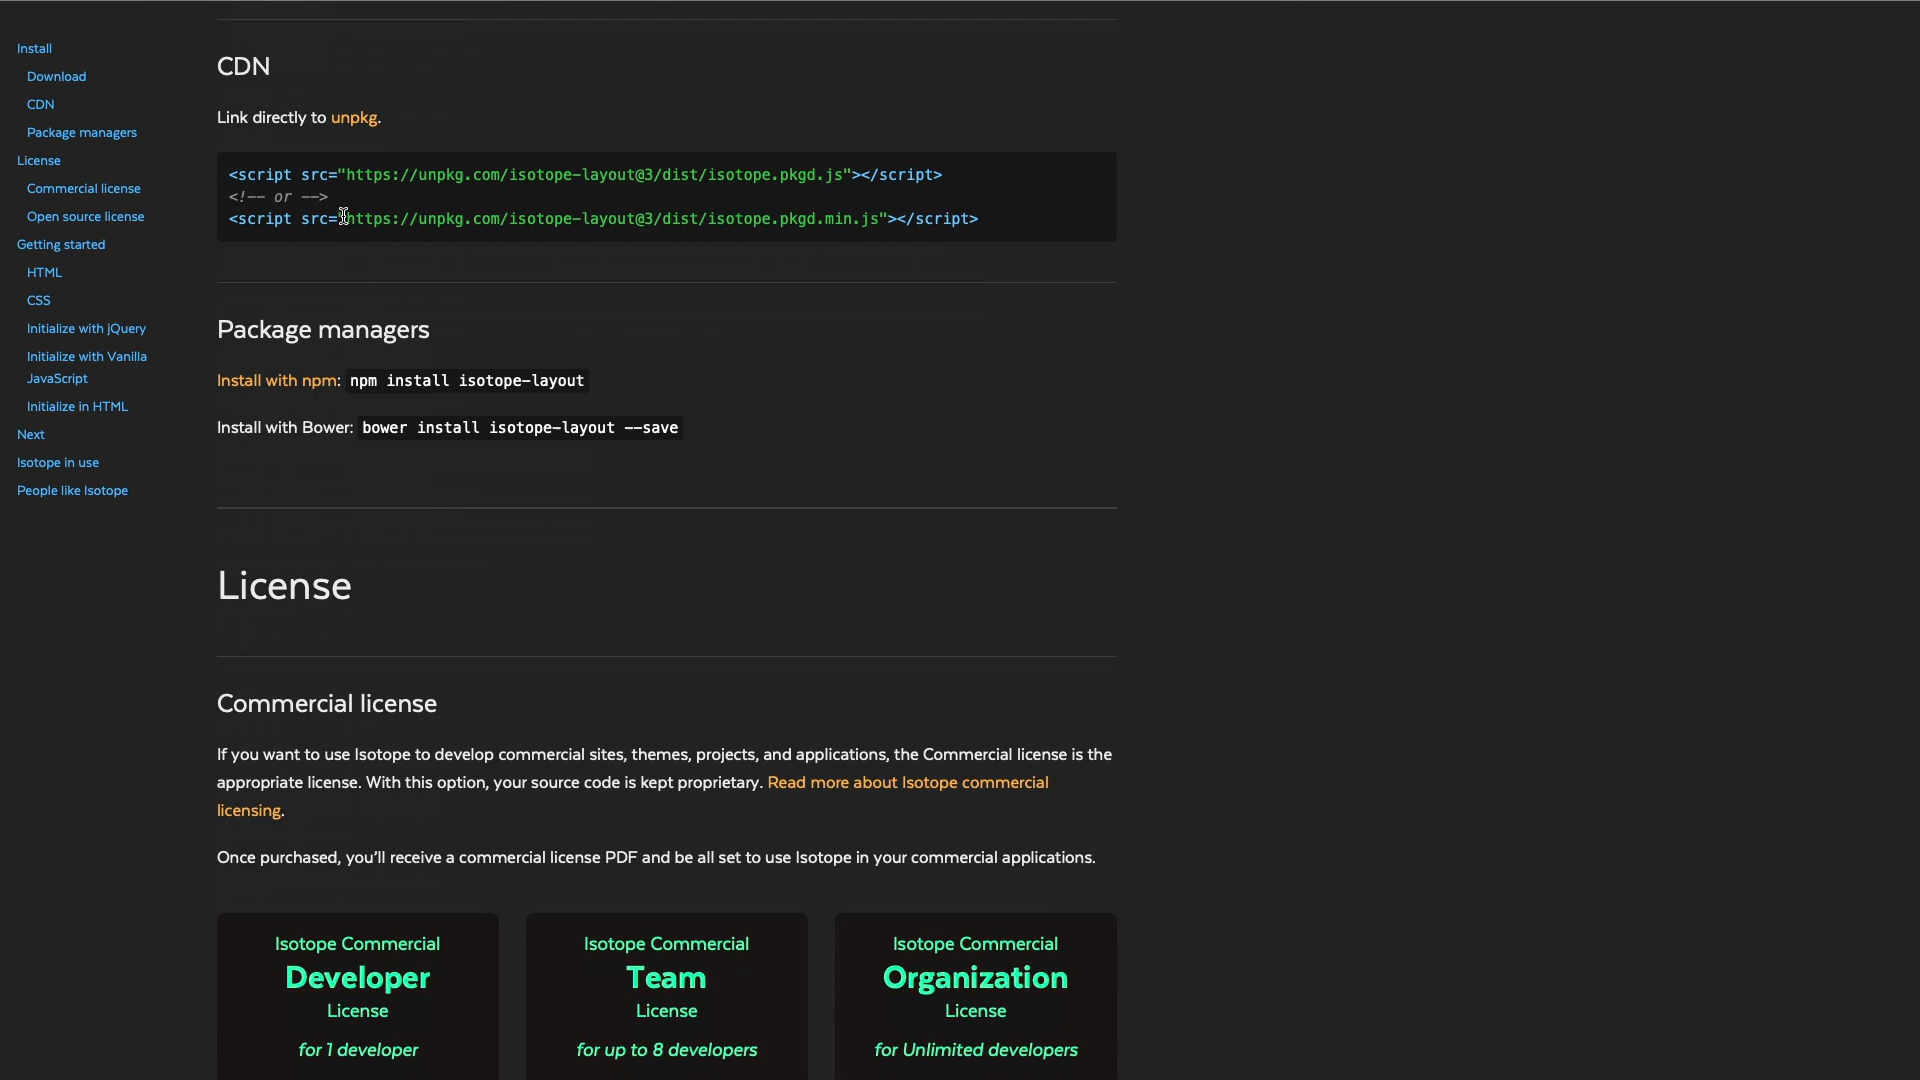 Install
Download
CDN
Package managers
License
Commercial license
Open source license
Getting started
HTML
CSS
Initialize with jQuery
Initialize with Vanilla
JavaScript
Initialize in HTML
Next
Isotope in use
People like Isotope
CDN
Link directly to unpkg.
<script src="https://unpkg.com/isotope-layout@3/dist/isotope.pkgd.js"></script>
<!-- or -->
<script src="https://unpkg.com/isotope-layout@3/dist/isotope.pkgd.min.js"></script>
Package managers
Install with npm: npm install isotope-layout
Install with Bower: bower install isotope-layout --save
License
Commercial license
If you want to use Isotope to develop commercial sites, themes, projects, and applications, the Commercial license is the
appropriate license. With this option, your source code is kept proprietary. Read more about Isotope commercial
licensing.
Once purchased, you’ll receive a commercial license PDF and be all set to use Isotope in your commercial applications.
Isotope Commercial
Developer
License
for 1 developer
Isotope Commercial
Team
License
for up to 8 developers
Isotope Commercial
Organization
License
for Unlimited developers